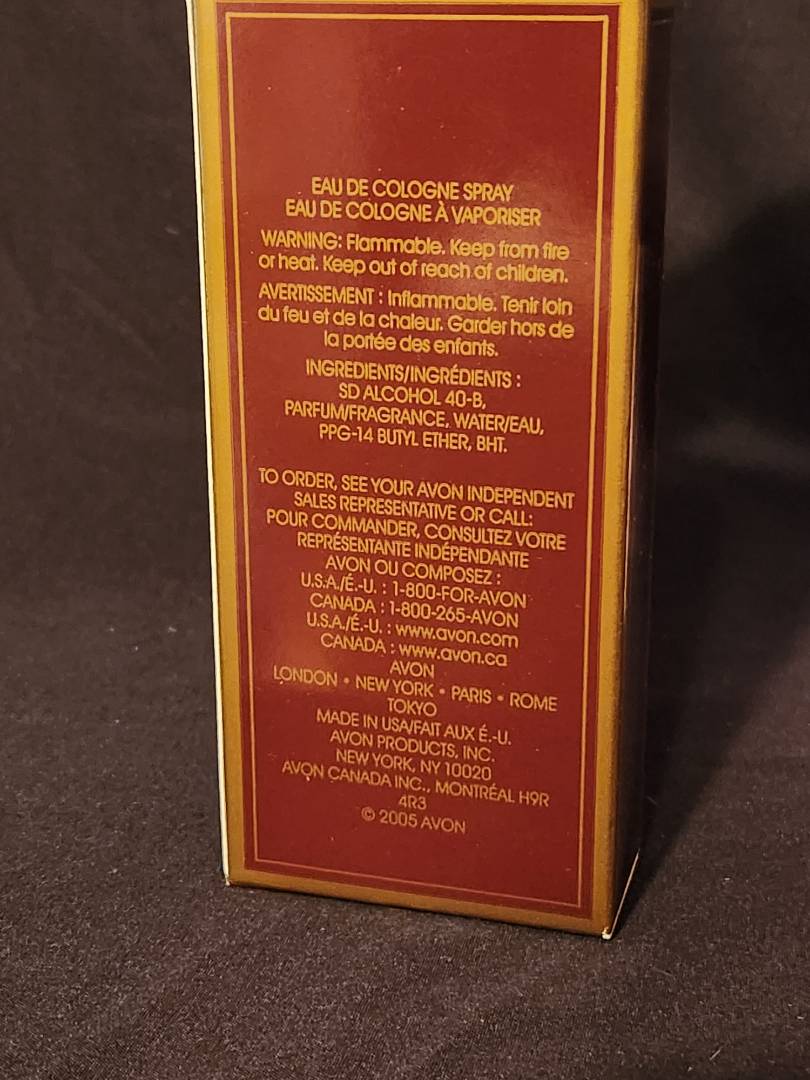 EAU DE COLOGNE SPRAY
EAU DE COLOGNE À VAPORISER
WARNING: Flammable. Keep from fire
or heat. Keep out of reach of children.
AVERTISSEMENT : Inflammable. Tenir loin
du feu et de la chaleur. Garder hors de
la portée des enfants.
INGREDIENTS/INGRÉDIENTS :
SD ALCOHOL 40-B,
PARFUM/FRAGRANCE, WATER/EAU,
PPG-14 BUTYL ETHER, BHT.
TO ORDER, SEE YOUR AVON INDEPENDENT
SALES REPRESENTATIVE OR CALL:
POUR COMMANDER, CONSULTEZ VOTRE
REPRÉSENTANTE INDÉPENDANTE
AVON OU COMPOSEZ :
U.S.A./É.-U. : 1-800-FOR-AVON
CANADA : 1-800-265-AVON
U.S.A./É.-U. : www.avon.com
CANADA : www.avon.ca
AVON
LONDON • NEW YORK • PARIS • ROME
TOKYO
MADE IN USA/FAIT AUX É.-U.
AVON PRODUCTS, INC.
NEW YORK, NY 10020
AVON CANADA INC., MONTRÉAL H9R
4R3
© 2005 AVON